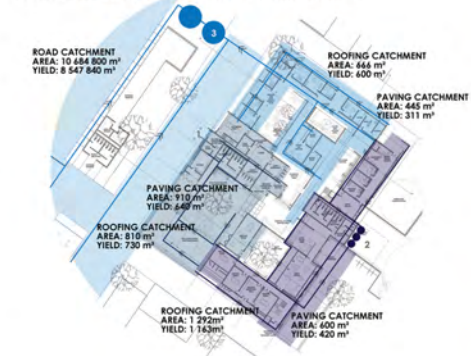 3
ROAD CATCHMENT
AREA: 10 684 800 m²
YIELD: 8 547 840 m³
ROOFING CATCHMENT
AREA: 666 m²
YIELD: 600 m³
PAVING CATCHMENT
AREA: 445 m²
YIELD: 311 m³
PAVING CATCHMENT
AREA: 910 m²
YIELD: 640 m³
ROOFING CATCHMENT
AREA: 810 m²
YIELD: 730 m³
2
ROOFING CATCHMENT
AREA: 1 292m²
YIELD: 1 163m³
PAVING CATCHMENT
AREA: 600 m²
YIELD: 420 m³